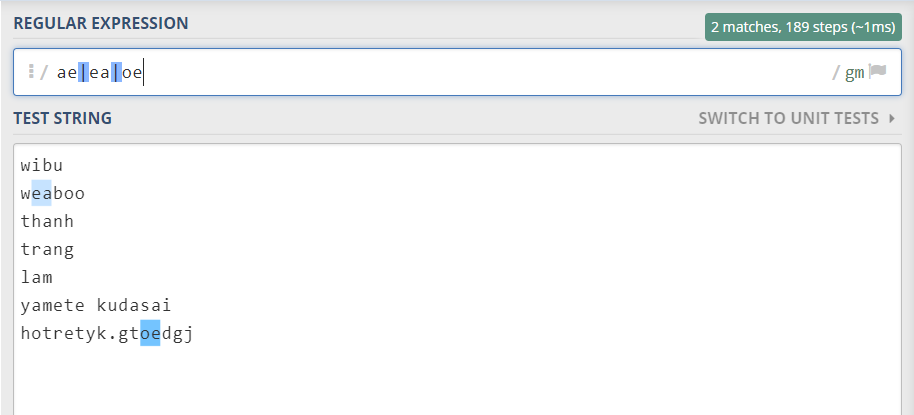 REGULAR EXPRESSION
2 matches, 189 steps (~1ms)
/ ae|ea|oe
/ gm
TEST STRING
SWITCH TO UNIT TESTS
wibu
weaboo
thanh
trang
lam
yamete kudasai
hotretyk.gtoedgj